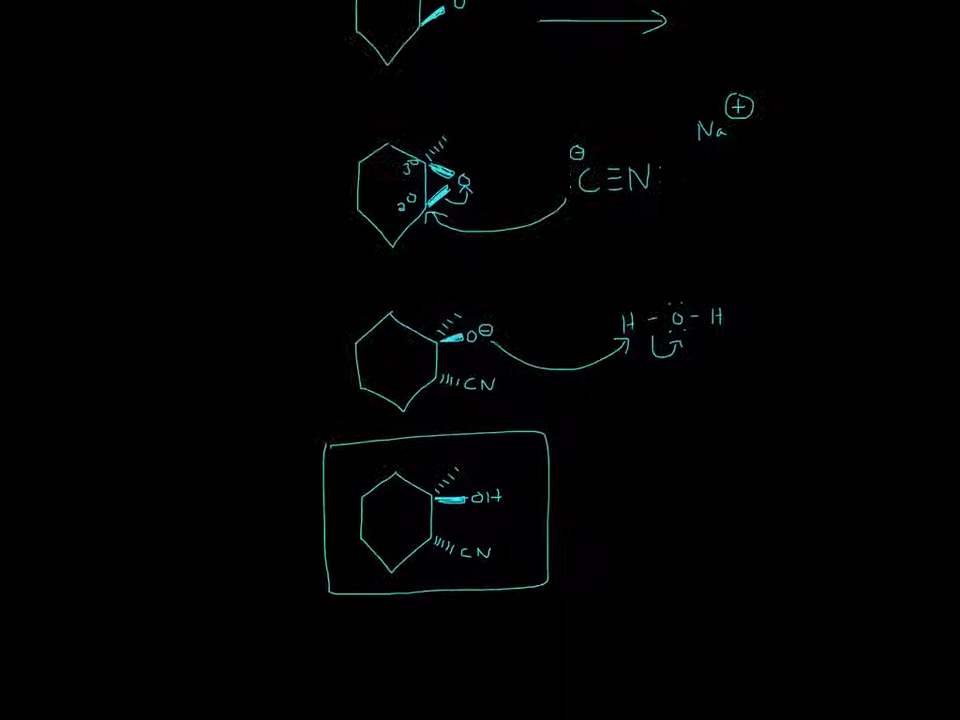 O
Na ⊕
3° O
⊖
:C≡N:
2°
O⊖
H - Ö - H
CN
OH
CN